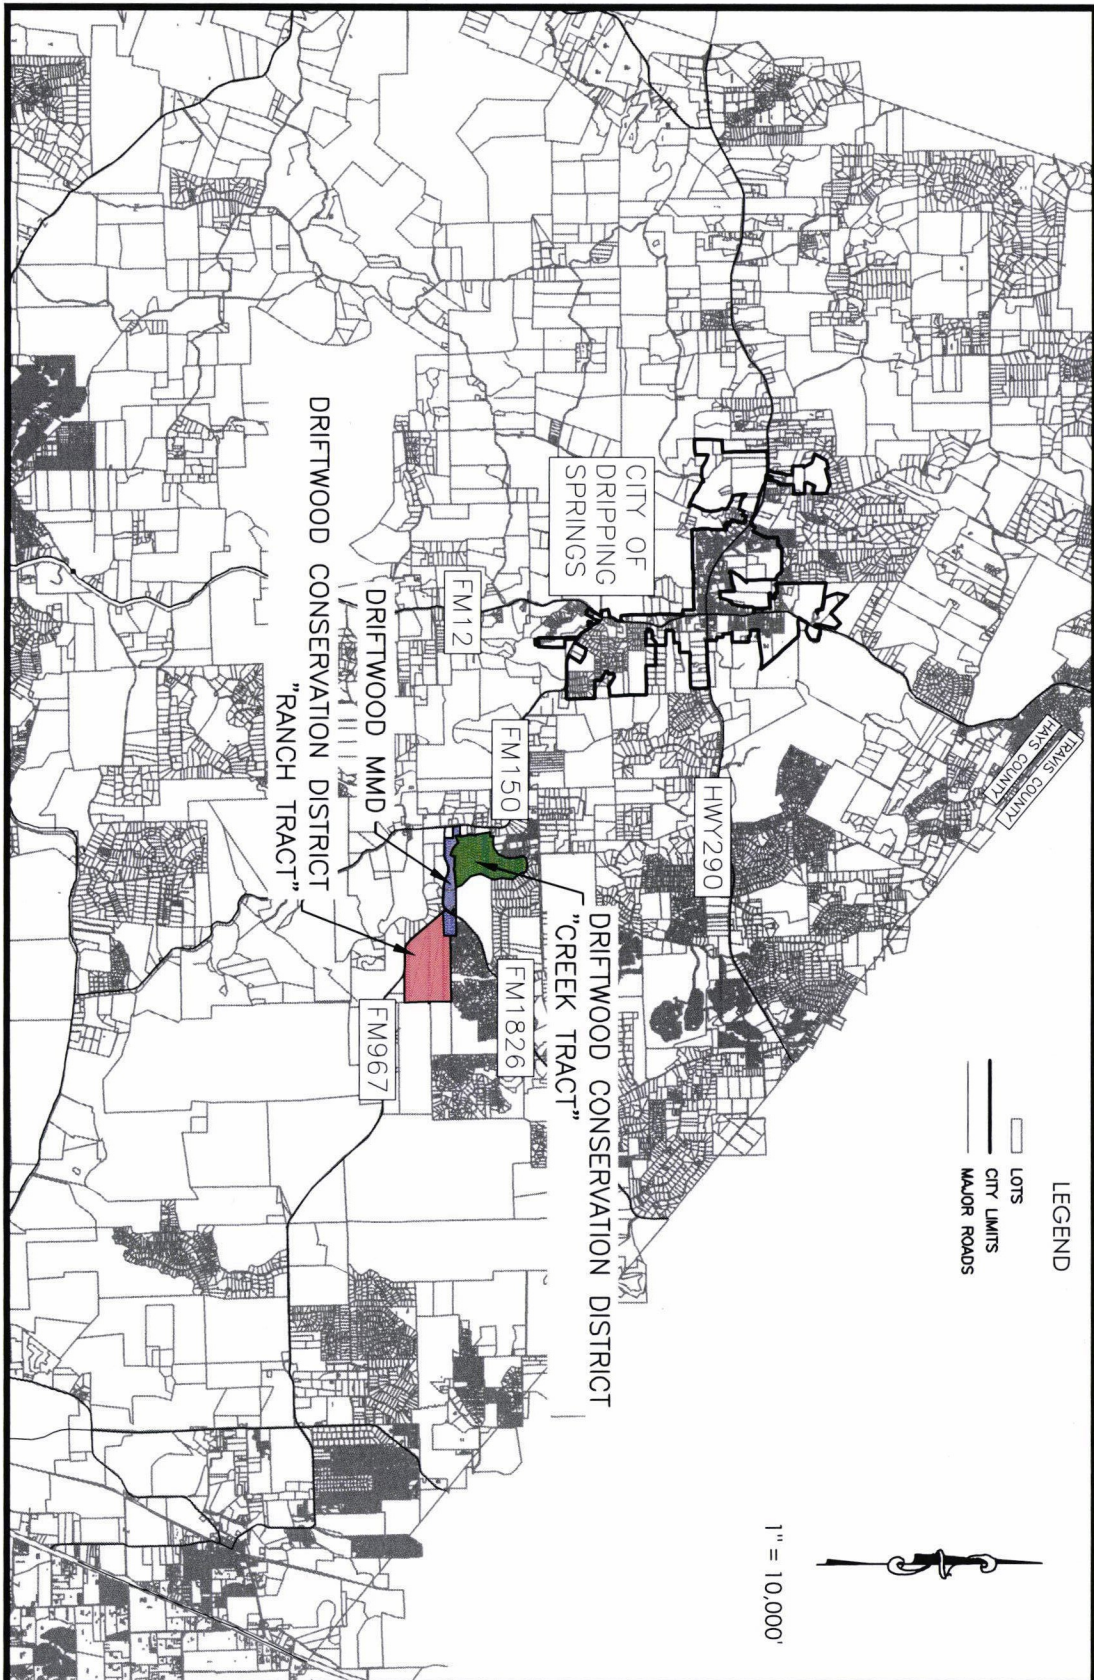 TRAVIS COUNTY
HAYS COUNTY
LEGEND
LOTS
CITY LIMITS
MAJOR ROADS
1" = 10,000'
HWY290
CITY OF
DRIPPING
SPRINGS
DRIFTWOOD CONSERVATION DISTRICT
"CREEK TRACT"
FM150
FM1826
FM12
DRIFTWOOD MMD
FM967
DRIFTWOOD CONSERVATION DISTRICT
"RANCH TRACT"